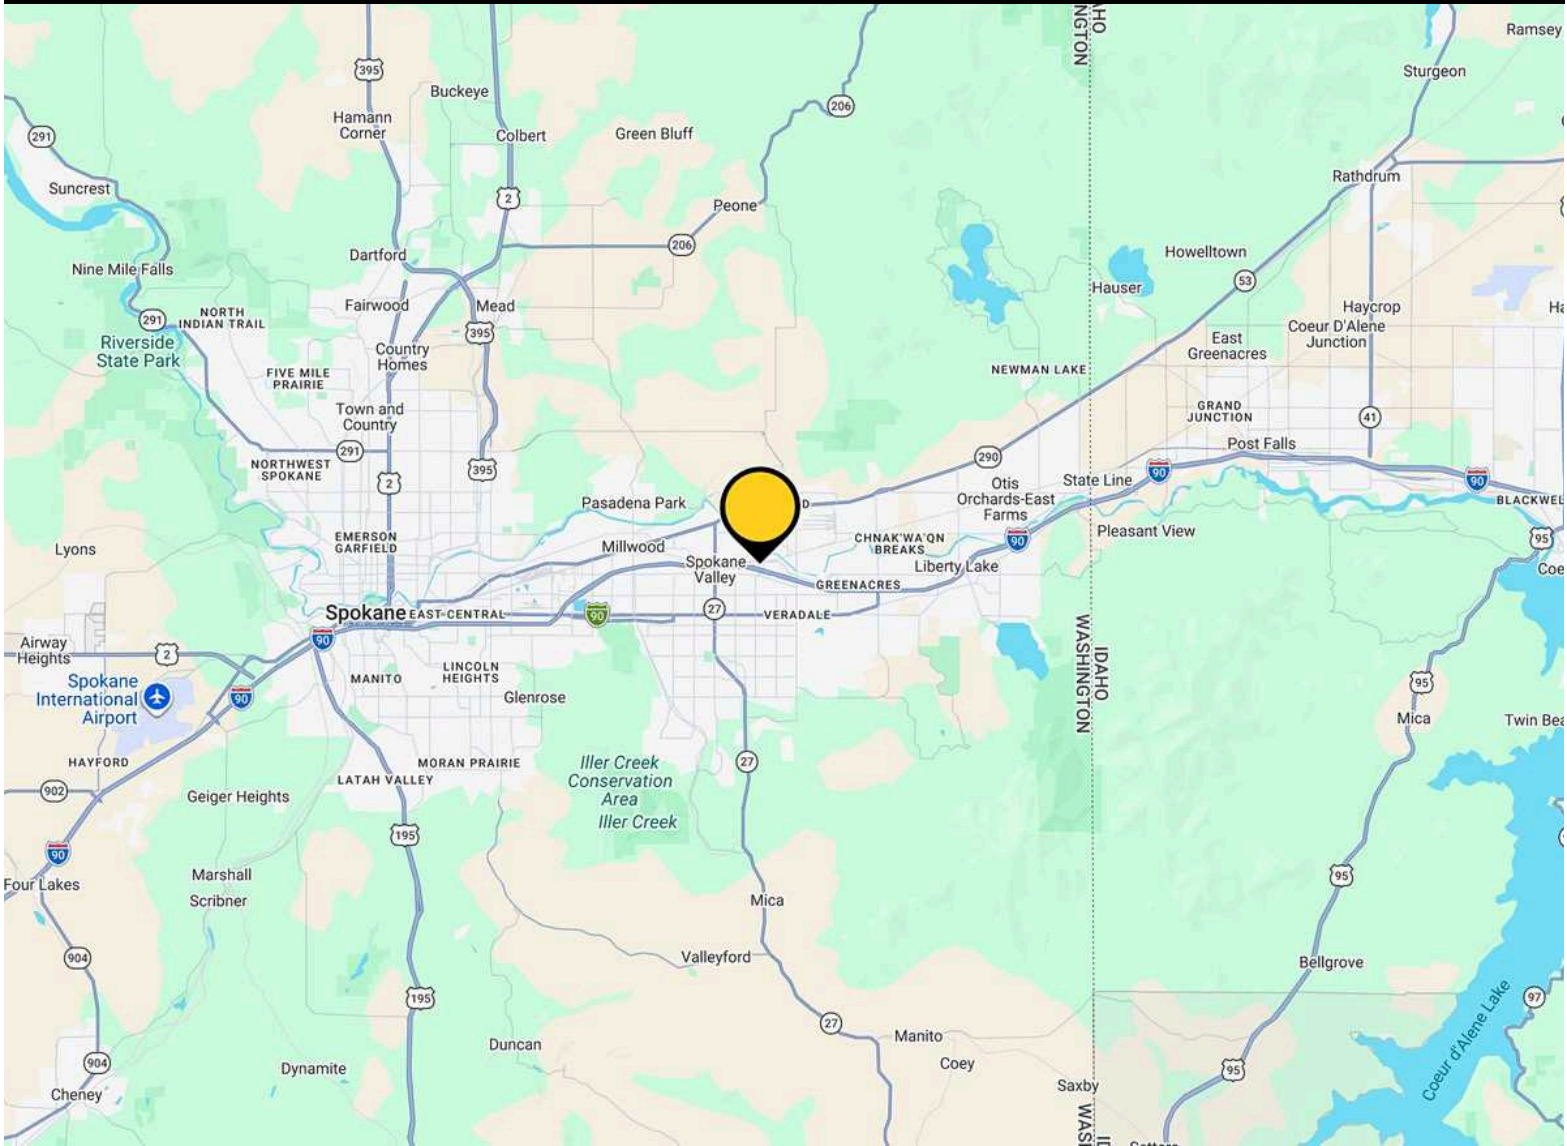 HO
IDAHO
NGTON
Ramsey
Sturgeon
395
Buckeye
206
Hamann
Corner
Colbert
Green Bluff
291
Suncrest
Rathdrum
2
Peone
206
Dartford
Howelltown
Nine Mile Falls
53
Hauser
Fairwood
Mead
Haycrop
291
NORTH
INDIAN TRAIL
395
Coeur D'Alene
Junction
Riverside
State Park
Country
Homes
East
Greenacres
NEWMAN LAKE
FIVE MILE
PRAIRIE
Town and
Country
GRAND
JUNCTION
41
291
Post Falls
290
NORTHWEST
SPOKANE
395
90
90
2
State Line
Otis
Orchards-East
Farms
BLACKWEL
Pasadena Park
D
Pleasant View
95
EMERSON
GARFIELD
CHNAK'WA'QN
BREAKS
90
Lyons
Millwood
Spokane
Valley
Liberty Lake
Coe
GREENACRES
Spokane
EAST CENTRAL
90
27
VERADALE
90
Airway
Heights
2
WASHINGTON
IDAHO
LINCOLN
HEIGHTS
MANITO
Glenrose
95
Spokane
International
Airport
90
Mica
Twin Bea
HAYFORD
MORAN PRAIRIE
27
Iller Creek
Conservation
Area
Iller Creek
LATAH VALLEY
902
Geiger Heights
195
90
Marshall
95
Four Lakes
Scribner
Mica
904
Valleyford
Bellgrove
195
97
27
Coeur d'Alene Lake
Manito
Duncan
904
Dynamite
Coey
95
Cheney
Saxby
WASI